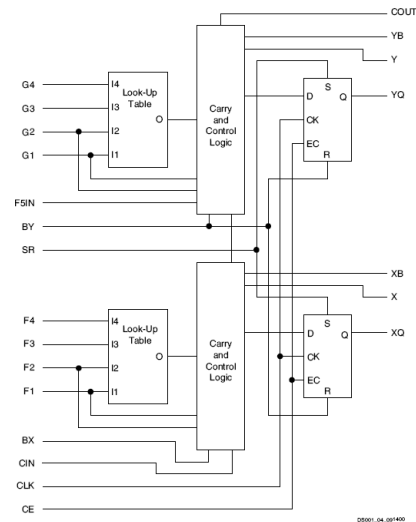 COUT
YB
Y
G4
I4
Look-Up
Table
G3
I3
O
G2
I2
G1
I1
Carry
and
Control
Logic
S
D
Q
YQ
CK
EC
R
F5IN
BY
SR
XB
X
F4
I4
Look-Up
Table
F3
I3
O
F2
I2
F1
I1
Carry
and
Control
Logic
S
D
Q
XQ
CK
EC
R
BX
CIN
CLK
CE
DS001_04_091400